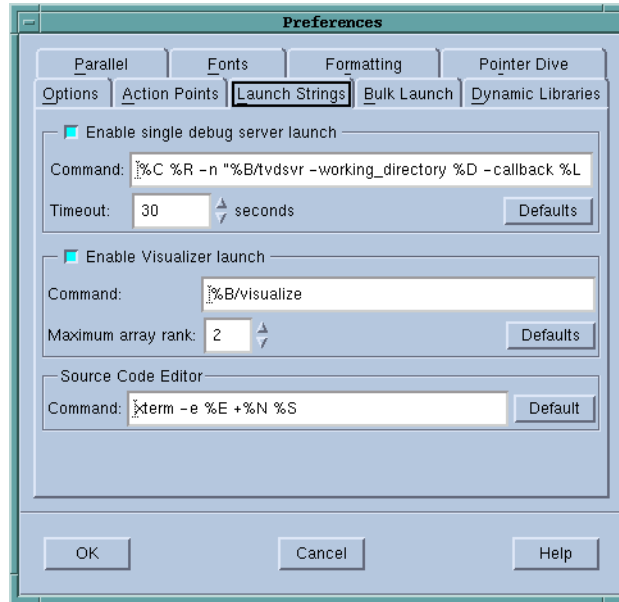 Preferences
Parallel Fonts Formatting Pointer Dive
Options Action Points Launch Strings Bulk Launch Dynamic Libraries
Enable single debug server launch
Command: %C %R -n "%B/tvdsvr -working_directory %D -callback %L
Timeout: 30 seconds Defaults
Enable Visualizer launch
Command: %B/visualize
Maximum array rank: 2 Defaults
Source Code Editor
Command: xterm -e %E +%N %S Default
OK Cancel Help